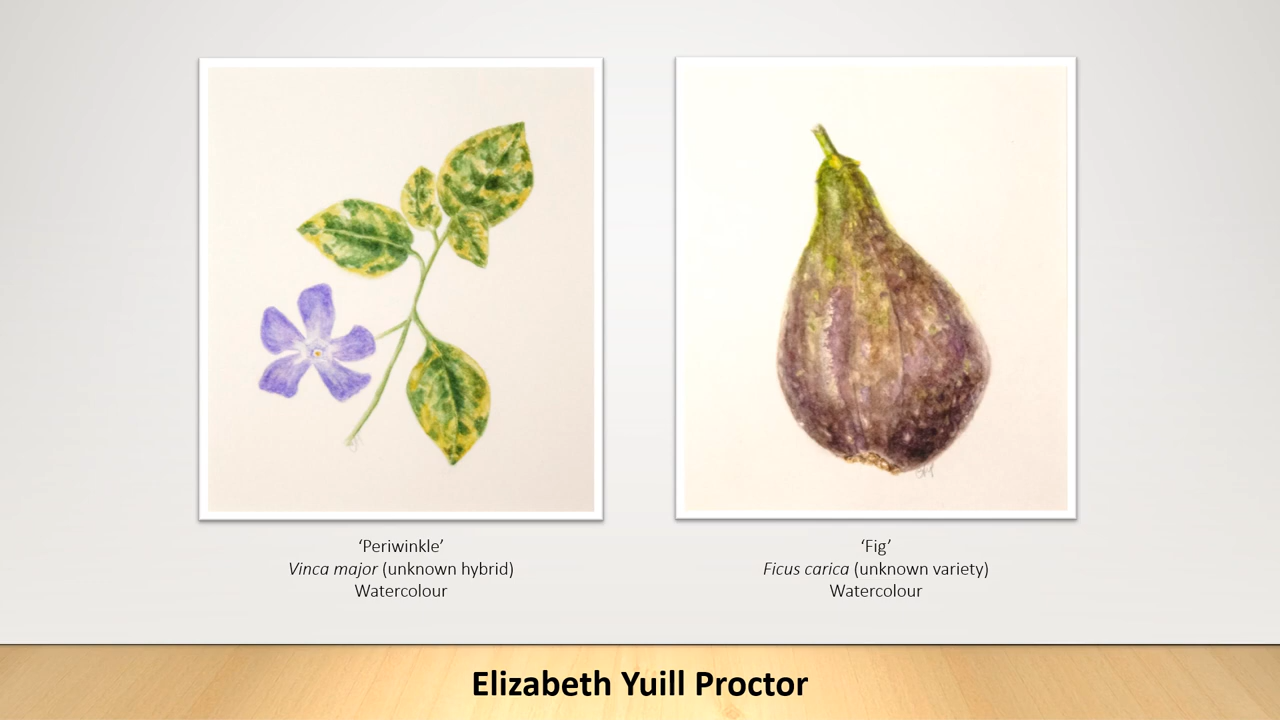 ‘Periwinkle’
Vinca major (unknown hybrid)
Watercolour
‘Fig’
Ficus carica (unknown variety)
Watercolour
Elizabeth Yuill Proctor